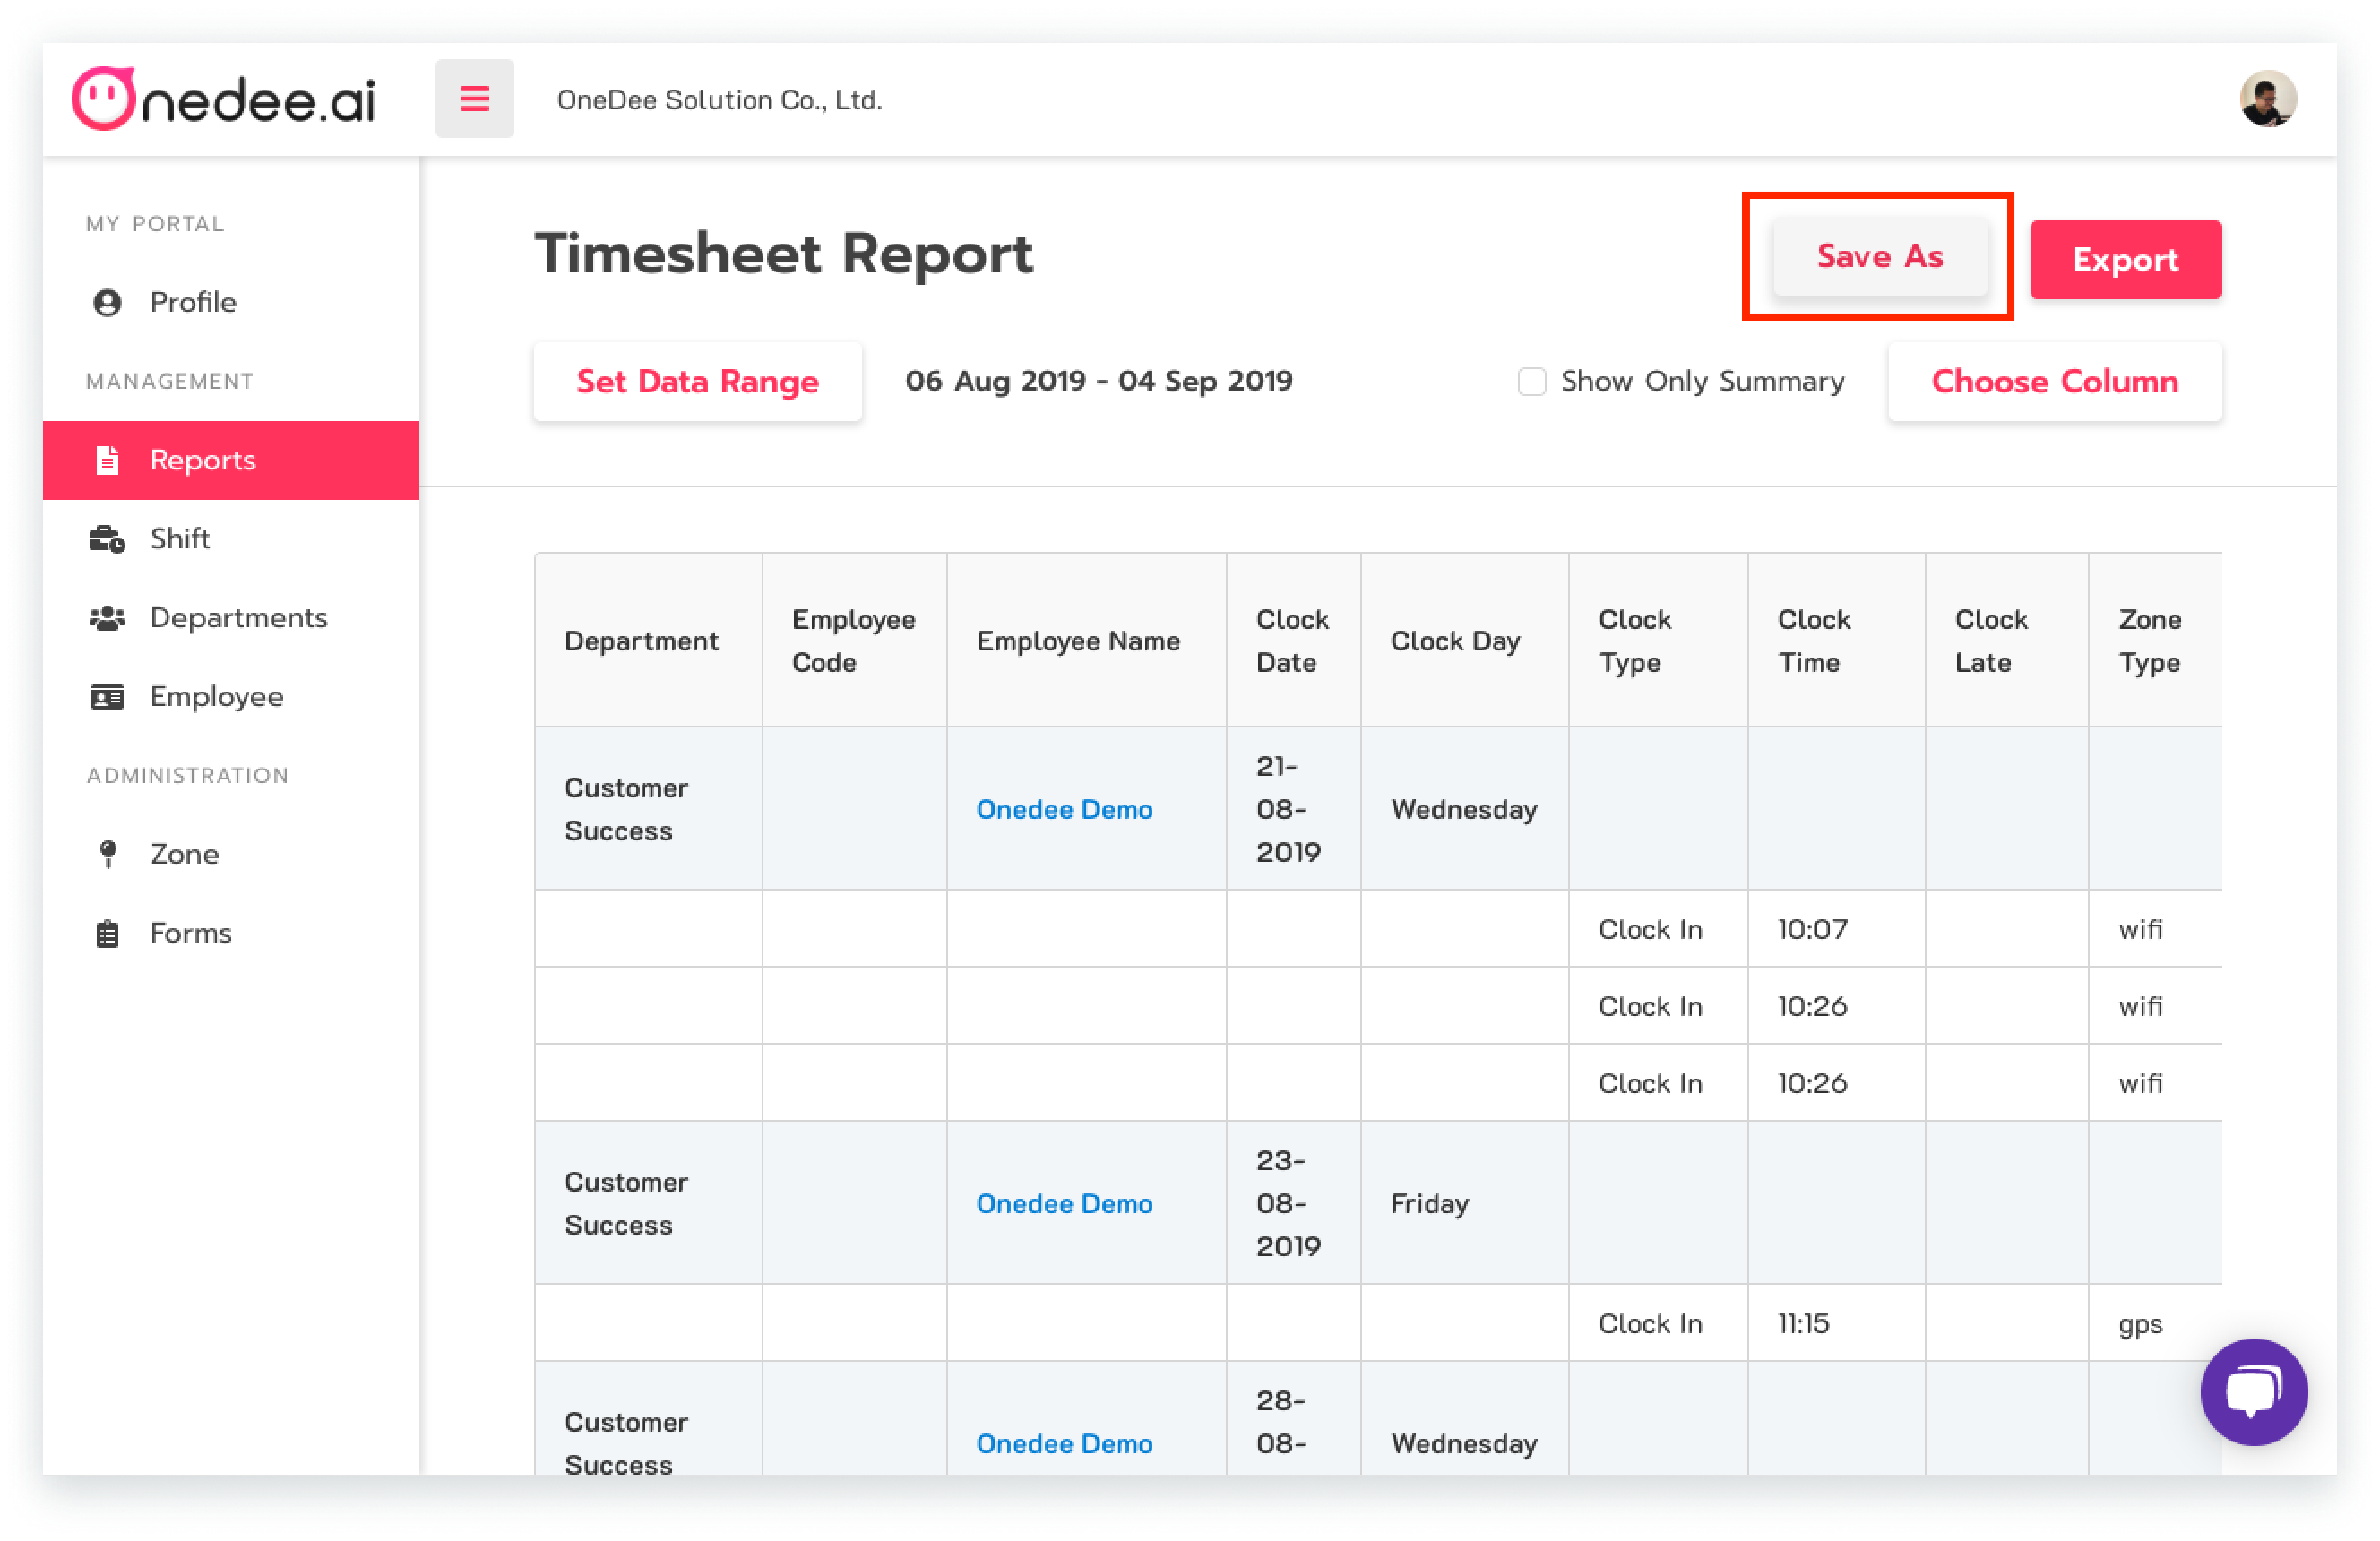 Onedee.ai
OneDee Solution Co., Ltd.
MY PORTAL
Profile
MANAGEMENT
Reports
Shift
Departments
Employee
ADMINISTRATION
Zone
Forms
Timesheet Report
Save As
Export
Set Data Range
06 Aug 2019 - 04 Sep 2019
Show Only Summary
Choose Column
Department
Employee
Code
Employee Name
Clock
Date
Clock Day
Clock
Type
Clock
Time
Clock
Late
Zone
Type
Customer
Success
Onedee Demo
21-
08-
2019
Wednesday
Clock In
10:07
wifi
Clock In
10:26
wifi
Clock In
10:26
wifi
Customer
Success
Onedee Demo
23-
08-
2019
Friday
Clock In
11:15
gps
Customer
Success
Onedee Demo
28-
08-
Wednesday